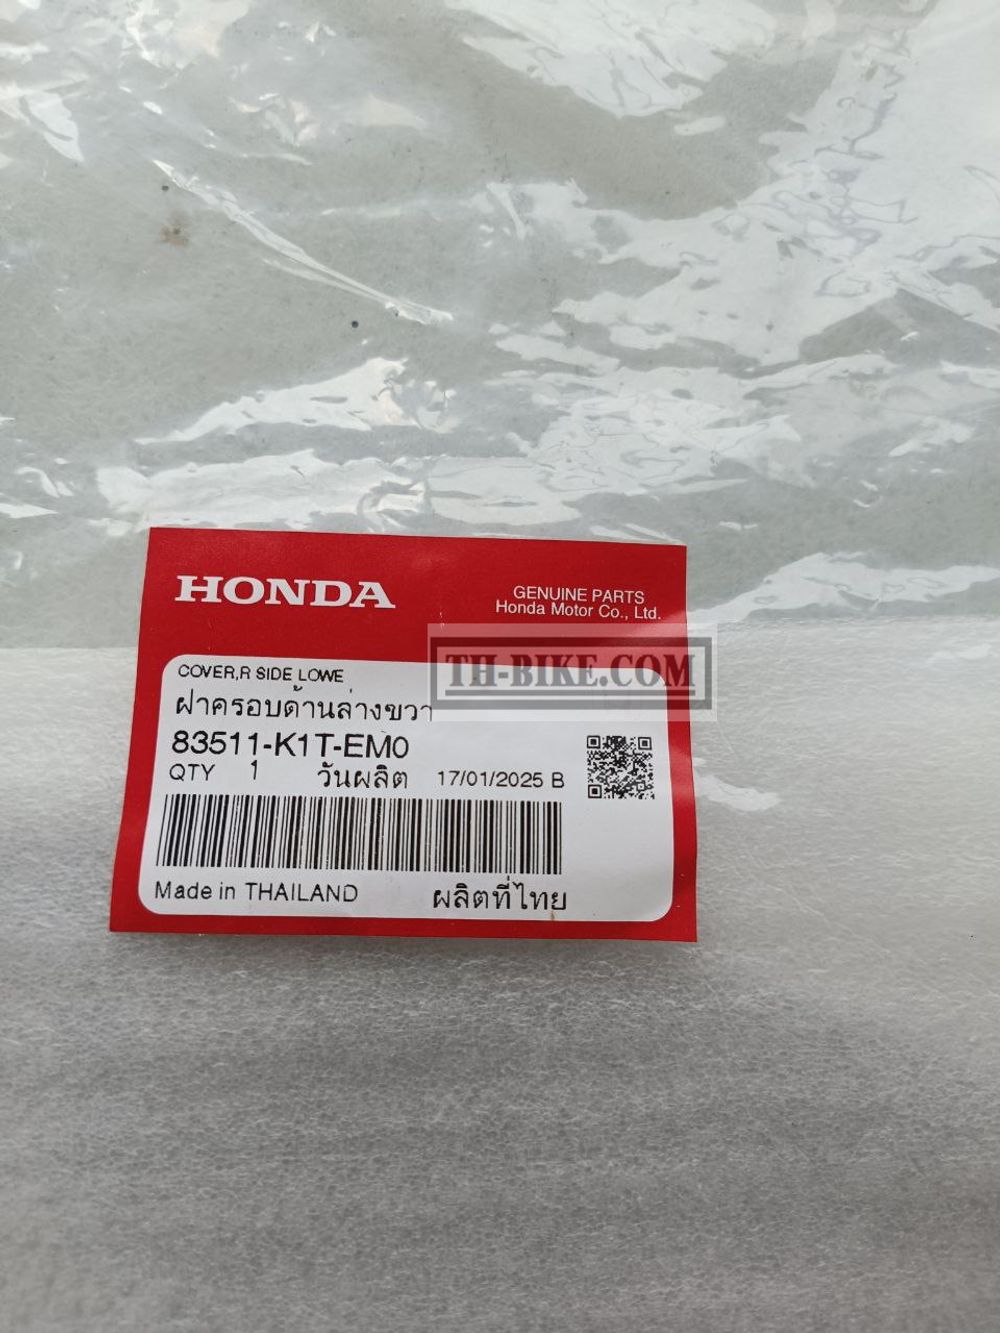 HONDA
GENUINE PARTS
Honda Motor Co., Ltd.
TH-BIKE.COM
COVER,R SIDE LOWE
ฝาครอบด้านล่างขวา
83511-K1T-EM0
QTY 1 วันผลิต 17/01/2025 B
Made in THAILAND ผลิตที่ไทย